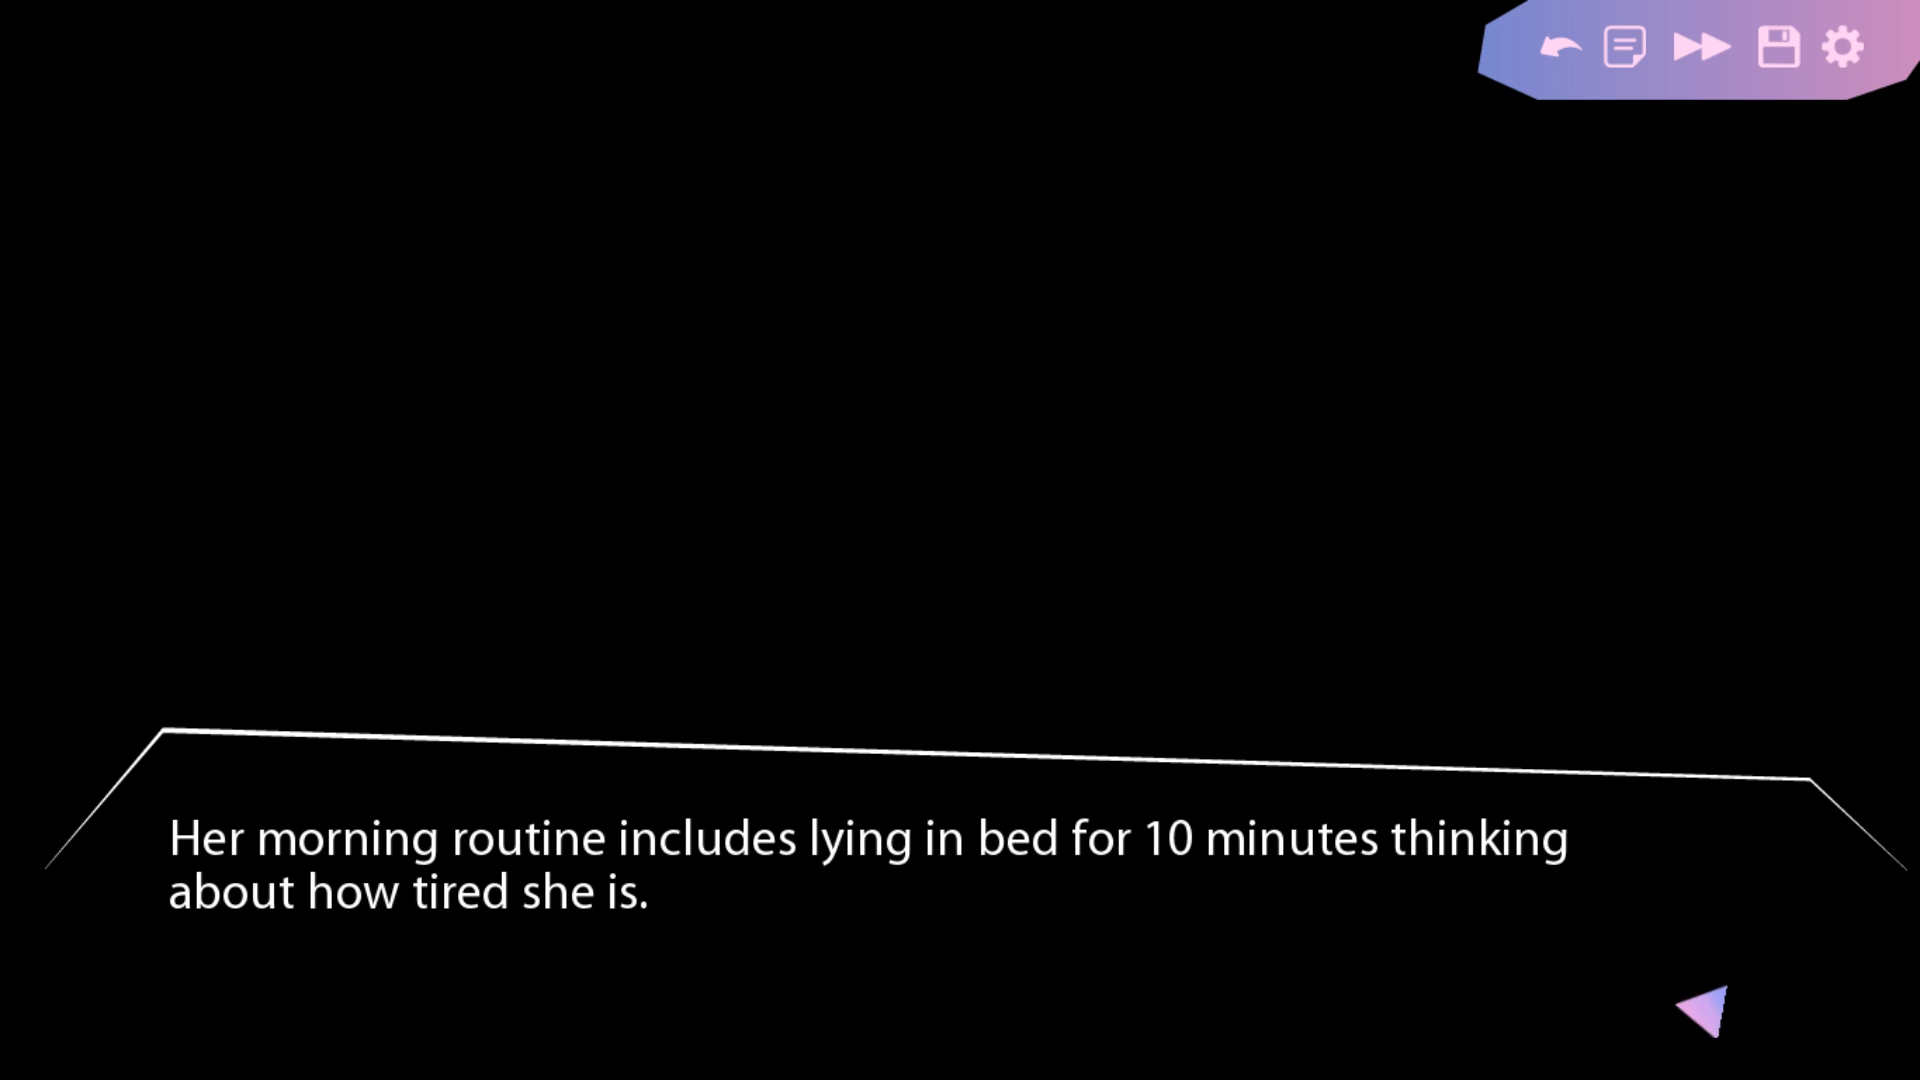 Her morning routine includes lying in bed for 10 minutes thinking
about how tired she is.